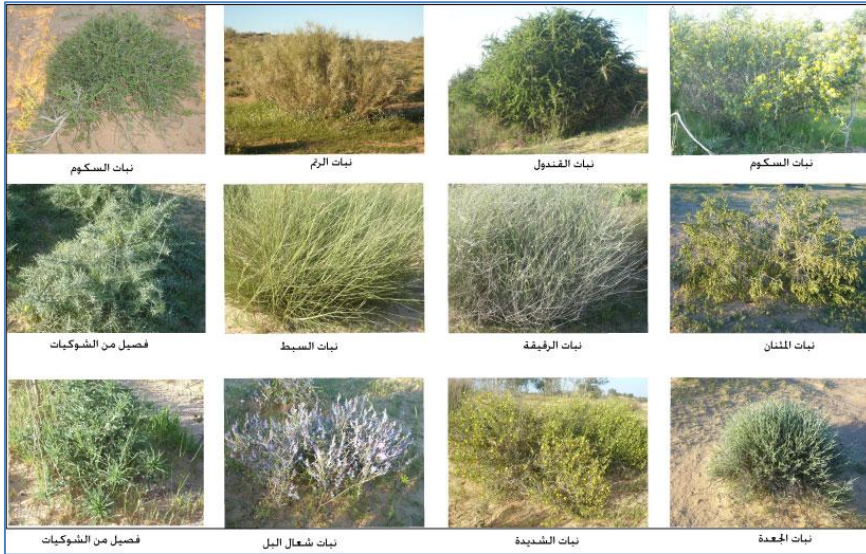 نبات السكوم
نبات القندول
نبات الرتم
نبات السكوم
نبات المثنان
نبات الرقيقة
نبات السبط
فصيل من الشوكيات
نبات الجعدة
نبات الشديدة
نبات شعال البل
فصيل من الشوكيات